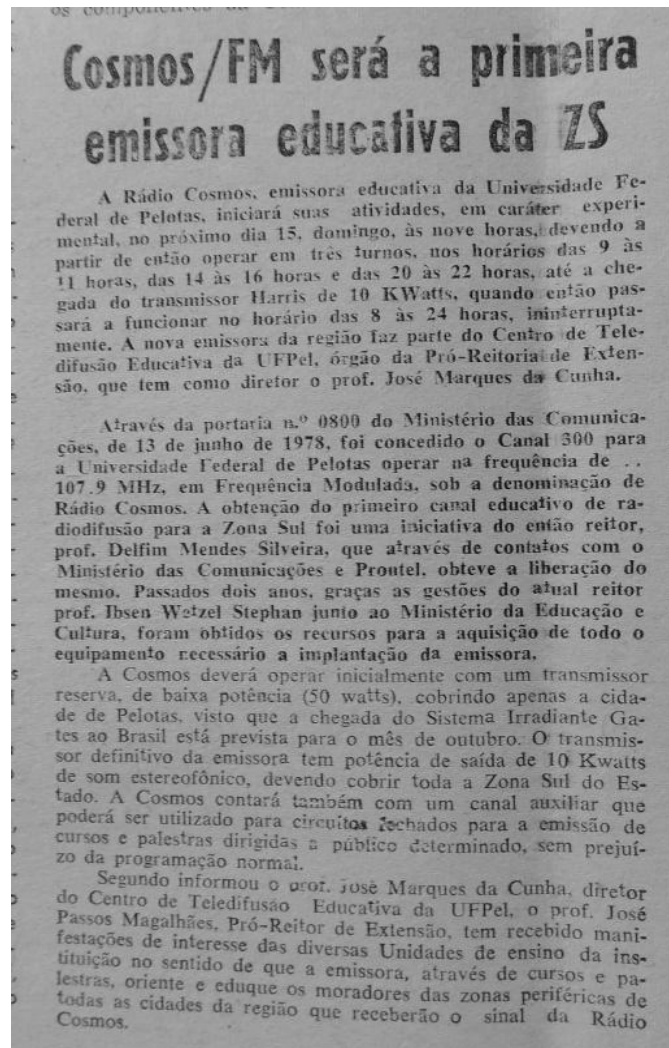 os componentes da
Cosmos/FM será a primeira
emissora educativa da ZS
A Rádio Cosmos, emissora educativa da Universidade Fe-
deral de Pelotas, iniciará suas atividades, em caráter experi-
mental, no próximo dia 15, domingo, às nove horas, devendo a
partir de então operar em três turnos, nos horários das 9 às
11 horas, das 14 às 16 horas e das 20 às 22 horas, até a che-
gada do transmissor Harris de 10 KWatts, quando então pas-
sará a funcionar no horário das 8 às 24 horas, ininterrupta-
mente. A nova emissora da região faz parte do Centro de Tele-
difusão Educativa da UFPel, órgão da Pró-Reitoria de Exten-
são, que tem como diretor o prof. José Marques da Cunha.
Através da portaria n.º 0800 do Ministério das Comunica-
ções, de 13 de junho de 1978, foi concedido o Canal 300 para
a Universidade Federal de Pelotas operar na frequência de ..
107.9 MHz, em Frequência Modulada, sob a denominação de
Rádio Cosmos. A obtenção do primeiro canal educativo de ra-
diodifusão para a Zona Sul foi uma iniciativa do então reitor,
prof. Delfim Mendes Silveira, que através de contatos com o
Ministério das Comunicações e Prontel, obteve a liberação do
mesmo. Passados dois anos, graças as gestões do atual reitor
prof. Ibsen Wetzel Stephan junto ao Ministério da Educação e
Cultura, foram obtidos os recursos para a aquisição de todo o
equipamento necessário a implantação da emissora.
A Cosmos deverá operar inicialmente com um transmissor
reserva, de baixa potência (50 watts), cobrindo apenas a cida-
de de Pelotas, visto que a chegada do Sistema Irradiante Ga-
tes ao Brasil está prevista para o mês de outubro. O transmis-
sor definitivo da emissora tem potência de saída de 10 Kwatts
de som estereofônico, devendo cobrir toda a Zona Sul do Es-
tado. A Cosmos contará também com um canal auxiliar que
poderá ser utilizado para circuitos fechados para a emissão de
cursos e palestras dirigidas a público determinado, sem prejuí-
zo da programação normal.
Segundo informou o prof. José Marques da Cunha, diretor
do Centro de Teledifusão Educativa da UFPel, o prof. José
Passos Magalhães, Pró-Reitor de Extensão, tem recebido mani-
festações de interesse das diversas Unidades de ensino da ins-
tituição no sentido de que a emissora, através de cursos e pa-
lestras, oriente e eduque os moradores das zonas periféricas de
todas as cidades da região que receberão o sinal da Rádio
Cosmos.